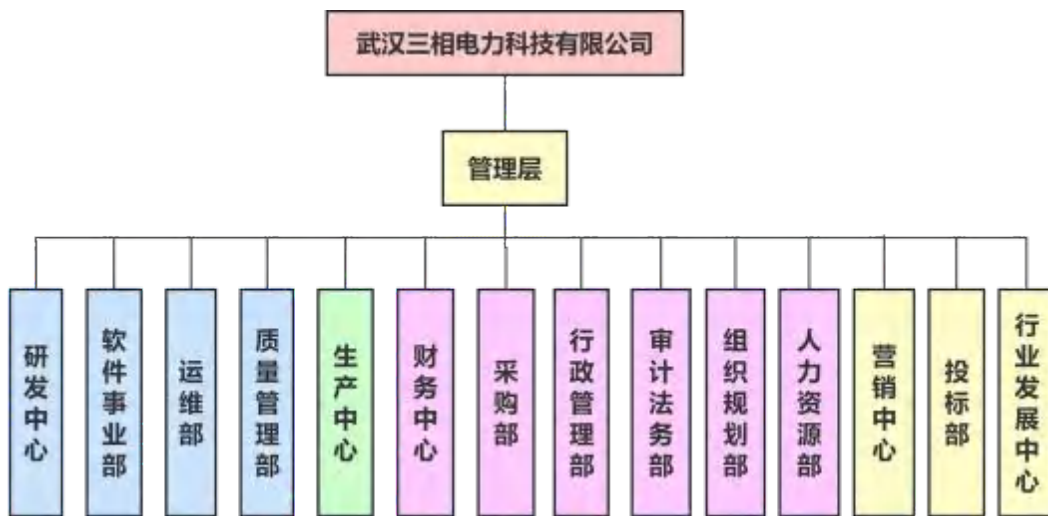 武汉三相电力科技有限公司
管理层
研发中心
软件事业部
运维部
质量管理部
生产中心
财务中心
采购部
行政管理部
审计法务部
组织规划部
人力资源部
营销中心
投标部
行业发展中心